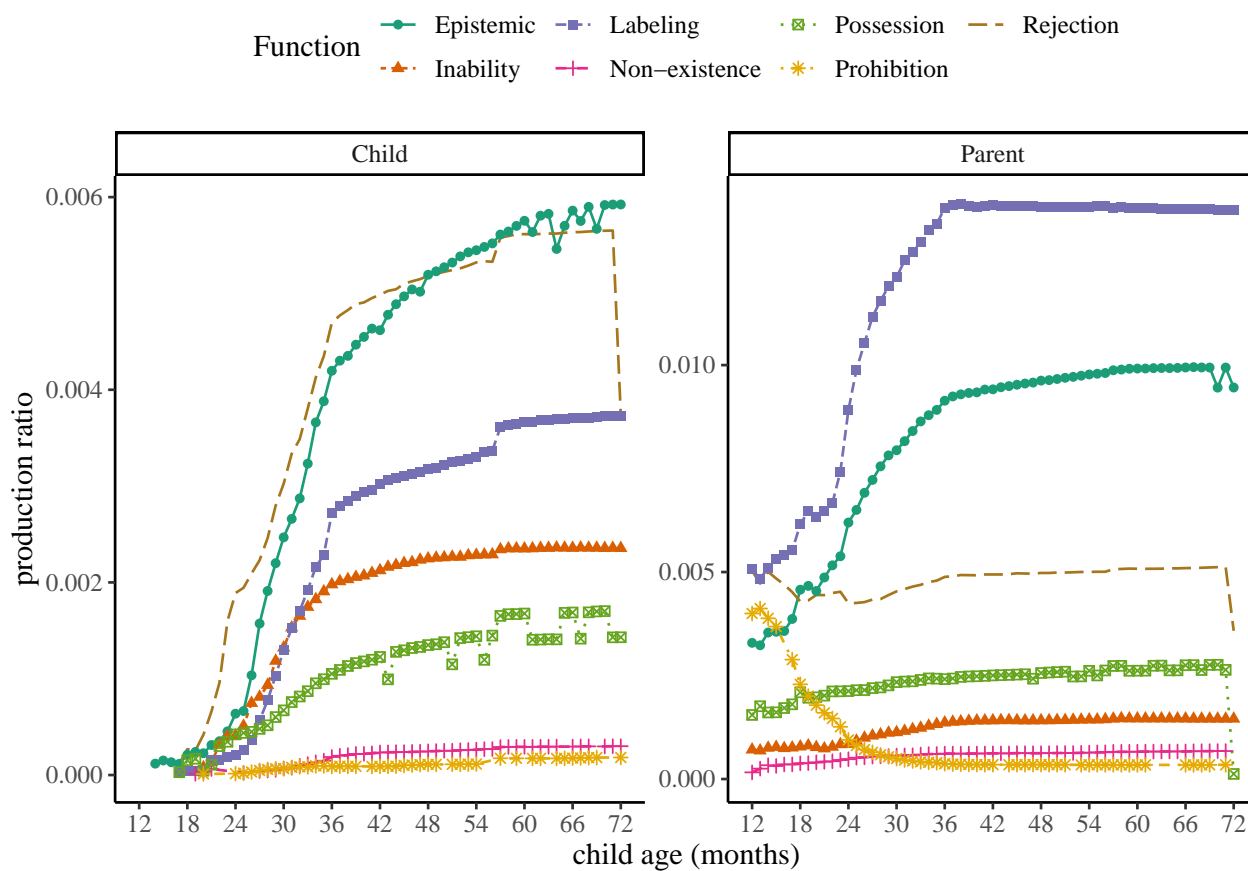 Function
Epistemic Labeling Possession Rejection
Inability Non−existence Prohibition
Child
Parent
production ratio
0.006
0.004
0.002
0.000
0.010
0.005
0.000
12 18 24 30 36 42 48 54 60 66 72
12 18 24 30 36 42 48 54 60 66 72
child age (months)